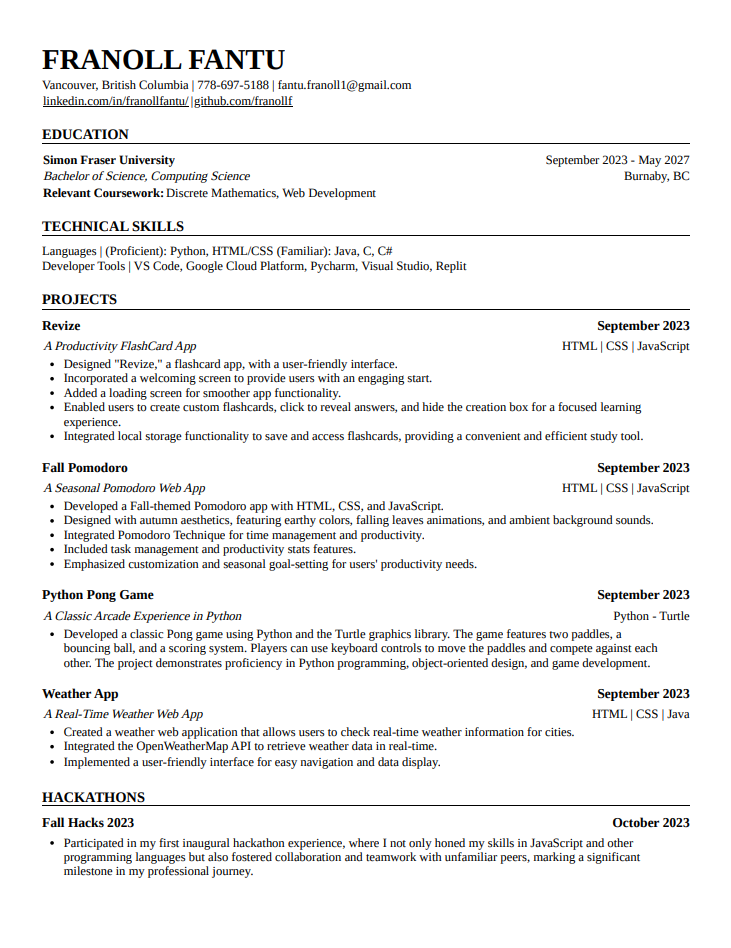 FRANOLL FANTU
Vancouver, British Columbia | 778-697-5188 | fantu.franoll1@gmail.com
linkedin.com/in/franollfantu/ | github.com/franollf
EDUCATION
Simon Fraser University September 2023 - May 2027
Bachelor of Science, Computing Science Burnaby, BC
Relevant Coursework: Discrete Mathematics, Web Development
TECHNICAL SKILLS
Languages | (Proficient): Python, HTML/CSS (Familiar): Java, C, C#
Developer Tools | VS Code, Google Cloud Platform, Pycharm, Visual Studio, Replit
PROJECTS
Revize September 2023
A Productivity FlashCard App HTML | CSS | JavaScript
• Designed "Revize," a flashcard app, with a user-friendly interface.
• Incorporated a welcoming screen to provide users with an engaging start.
• Added a loading screen for smoother app functionality.
• Enabled users to create custom flashcards, click to reveal answers, and hide the creation box for a focused learning
experience.
• Integrated local storage functionality to save and access flashcards, providing a convenient and efficient study tool.
Fall Pomodoro September 2023
A Seasonal Pomodoro Web App HTML | CSS | JavaScript
• Developed a Fall-themed Pomodoro app with HTML, CSS, and JavaScript.
• Designed with autumn aesthetics, featuring earthy colors, falling leaves animations, and ambient background sounds.
• Integrated Pomodoro Technique for time management and productivity.
• Included task management and productivity stats features.
• Emphasized customization and seasonal goal-setting for users' productivity needs.
Python Pong Game September 2023
A Classic Arcade Experience in Python Python - Turtle
• Developed a classic Pong game using Python and the Turtle graphics library. The game features two paddles, a
bouncing ball, and a scoring system. Players can use keyboard controls to move the paddles and compete against each
other. The project demonstrates proficiency in Python programming, object-oriented design, and game development.
Weather App September 2023
A Real-Time Weather Web App HTML | CSS | Java
• Created a weather web application that allows users to check real-time weather information for cities.
• Integrated the OpenWeatherMap API to retrieve weather data in real-time.
• Implemented a user-friendly interface for easy navigation and data display.
HACKATHONS
Fall Hacks 2023 October 2023
• Participated in my first inaugural hackathon experience, where I not only honed my skills in JavaScript and other
programming languages but also fostered collaboration and teamwork with unfamiliar peers, marking a significant
milestone in my professional journey.